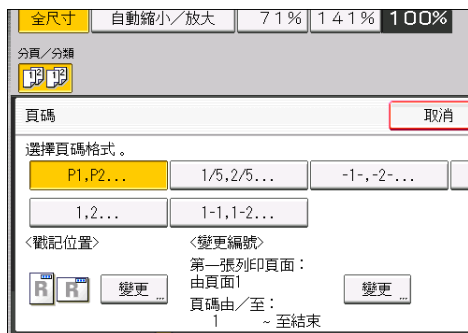 全尺寸 自動縮小／放大 71% 141% 100%
分頁／分類
頁碼 取消
選擇頁碼格式。
P1,P2... 1/5,2/5... -1-,-2-...
1,2... 1-1,1-2...
〈戳記位置〉 〈變更編號〉
第一張列印頁面：
由頁面1
R R 變更... 變更...
頁碼由／至：
1 ~ 至結束